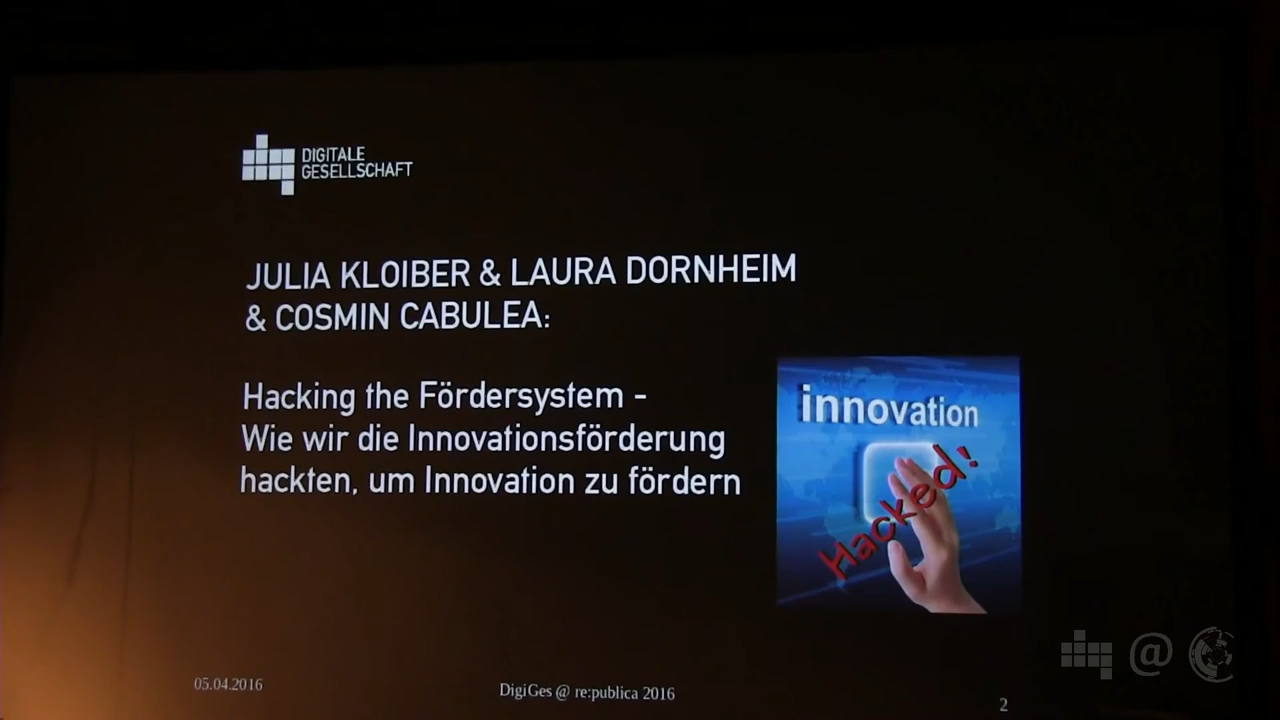 DIGITALE
GESELLSCHAFT
JULIA KLOIBER & LAURA DORNHEIM
& COSMIN CABULEA:
Hacking the Fördersystem -
Wie wir die Innovationsförderung
hackten, um Innovation zu fördern
innovation
Hacked!
@
05.04.2016
DigiGes @ re:publica 2016
2